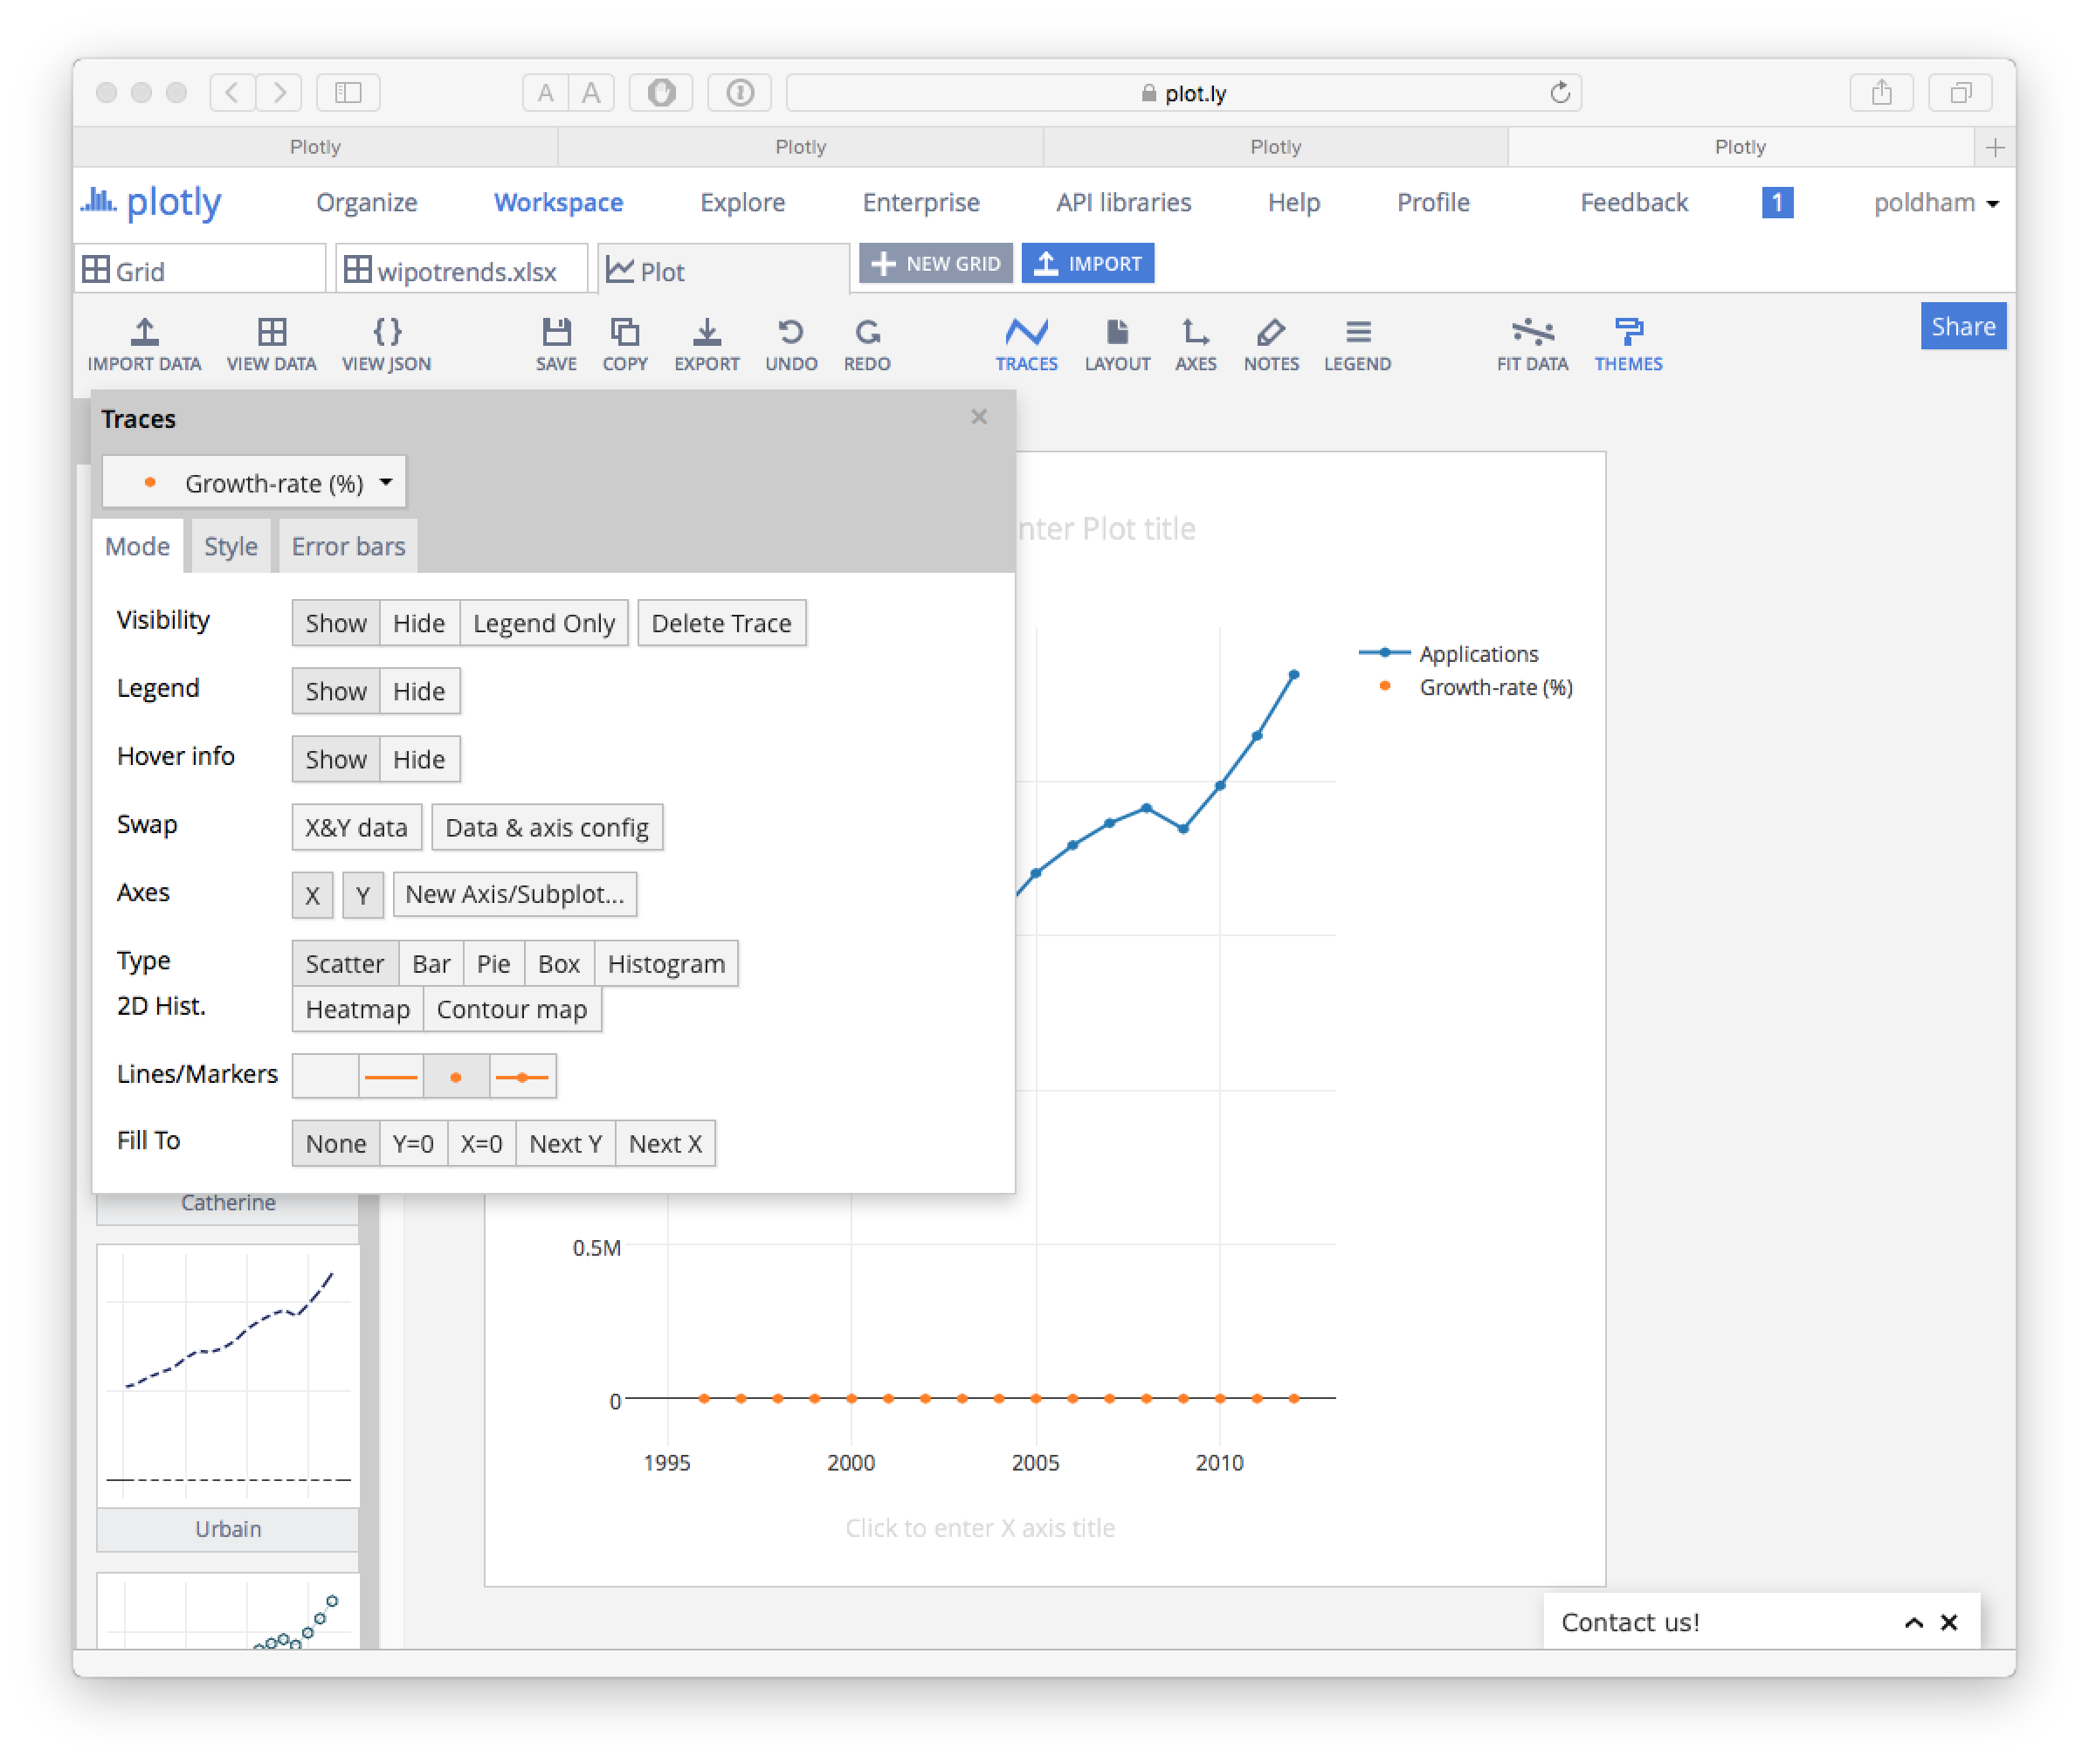 A A plot.ly
Plotly Plotly Plotly Plotly
plotly Organize Workspace Explore Enterprise API libraries Help Profile Feedback 1 poldham
Grid wipotrends.xlsx Plot NEW GRID IMPORT
IMPORT DATA VIEW DATA VIEW JSON SAVE COPY EXPORT UNDO REDO TRACES LAYOUT AXES NOTES LEGEND FIT DATA THEMES Share
Traces
Growth-rate (%)
Mode Style Error bars
nter Plot title
Visibility Show Hide Legend Only Delete Trace
Legend Show Hide
Hover info Show Hide
Swap X&Y data Data & axis config
Axes X Y New Axis/Subplot...
Type Scatter Bar Pie Box Histogram
2D Hist. Heatmap Contour map
Lines/Markers
Fill To None Y=0 X=0 Next Y Next X
Applications
Growth-rate (%)
Catherine
Urbain
0.5M
0
1995 2000 2005 2010
Click to enter X axis title
Contact us!